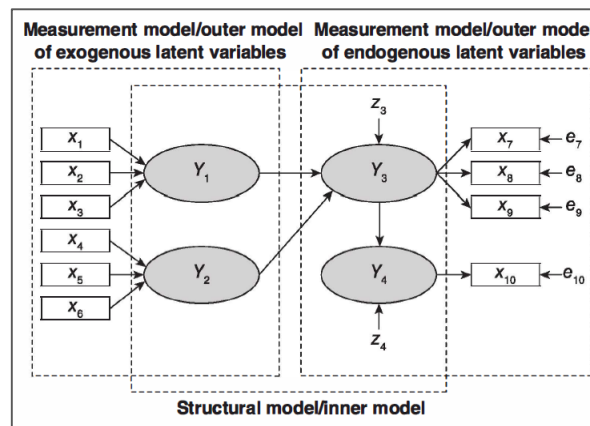 Measurement model/outer model Measurement model/outer model
of exogenous latent variables of endogenous latent variables
z3
x1 x7 e7
Y1 Y3
x2 x8 e8
x3 x9 e9
x4
x5 Y2 Y4 x10 e10
x6
z4
Structural model/inner model